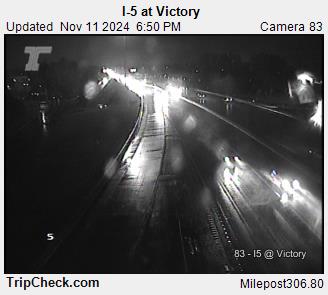 I-5 at Victory
Updated Nov 11 2024 6:50 PM Camera 83
T
S
83 - I5 @ Victory
TripCheck.com Milepost306.80